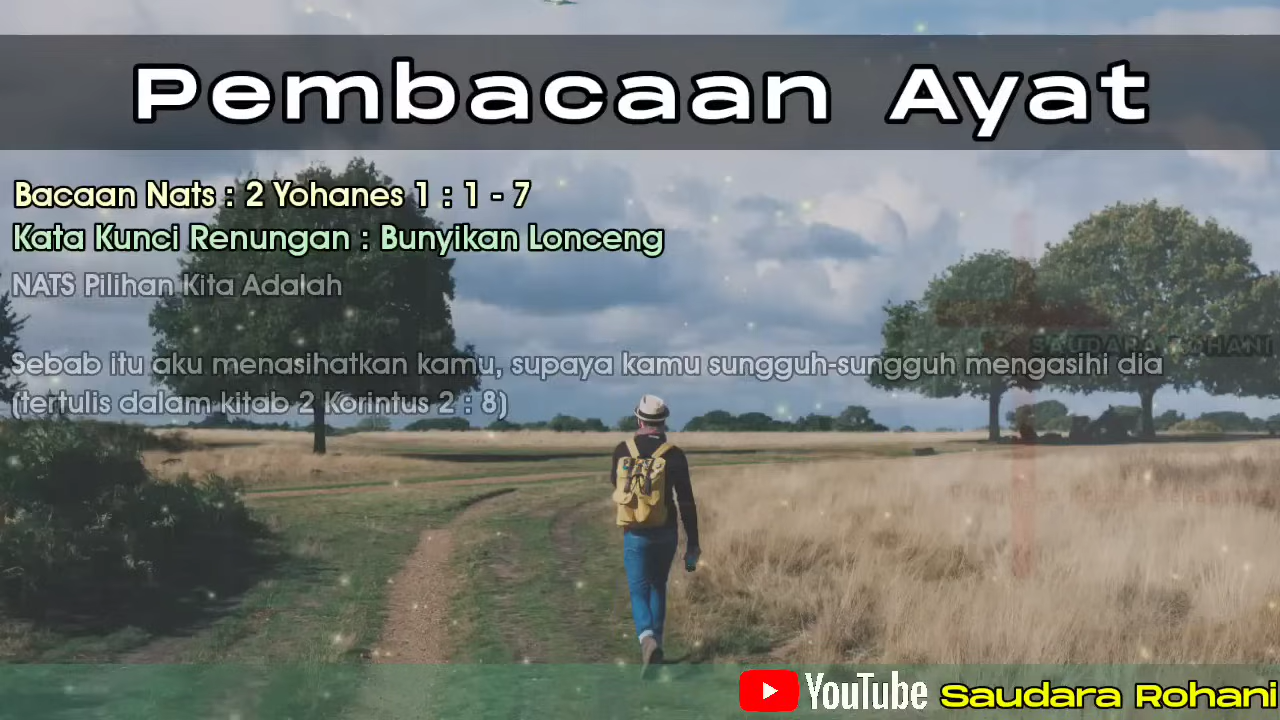 Pembacaan Ayat
Bacaan Nats : 2 Yohanes 1 : 1 - 7
Kata Kunci Renungan : Bunyikan Lonceng
NATS Pilihan Kita Adalah
SAUDARA ROHANI
Sebab itu aku menasihatkan kamu, supaya kamu sungguh-sungguh mengasihi dia
(tertulis dalam kitab 2 Korintus 2 : 8)
YouTube Saudara Rohani